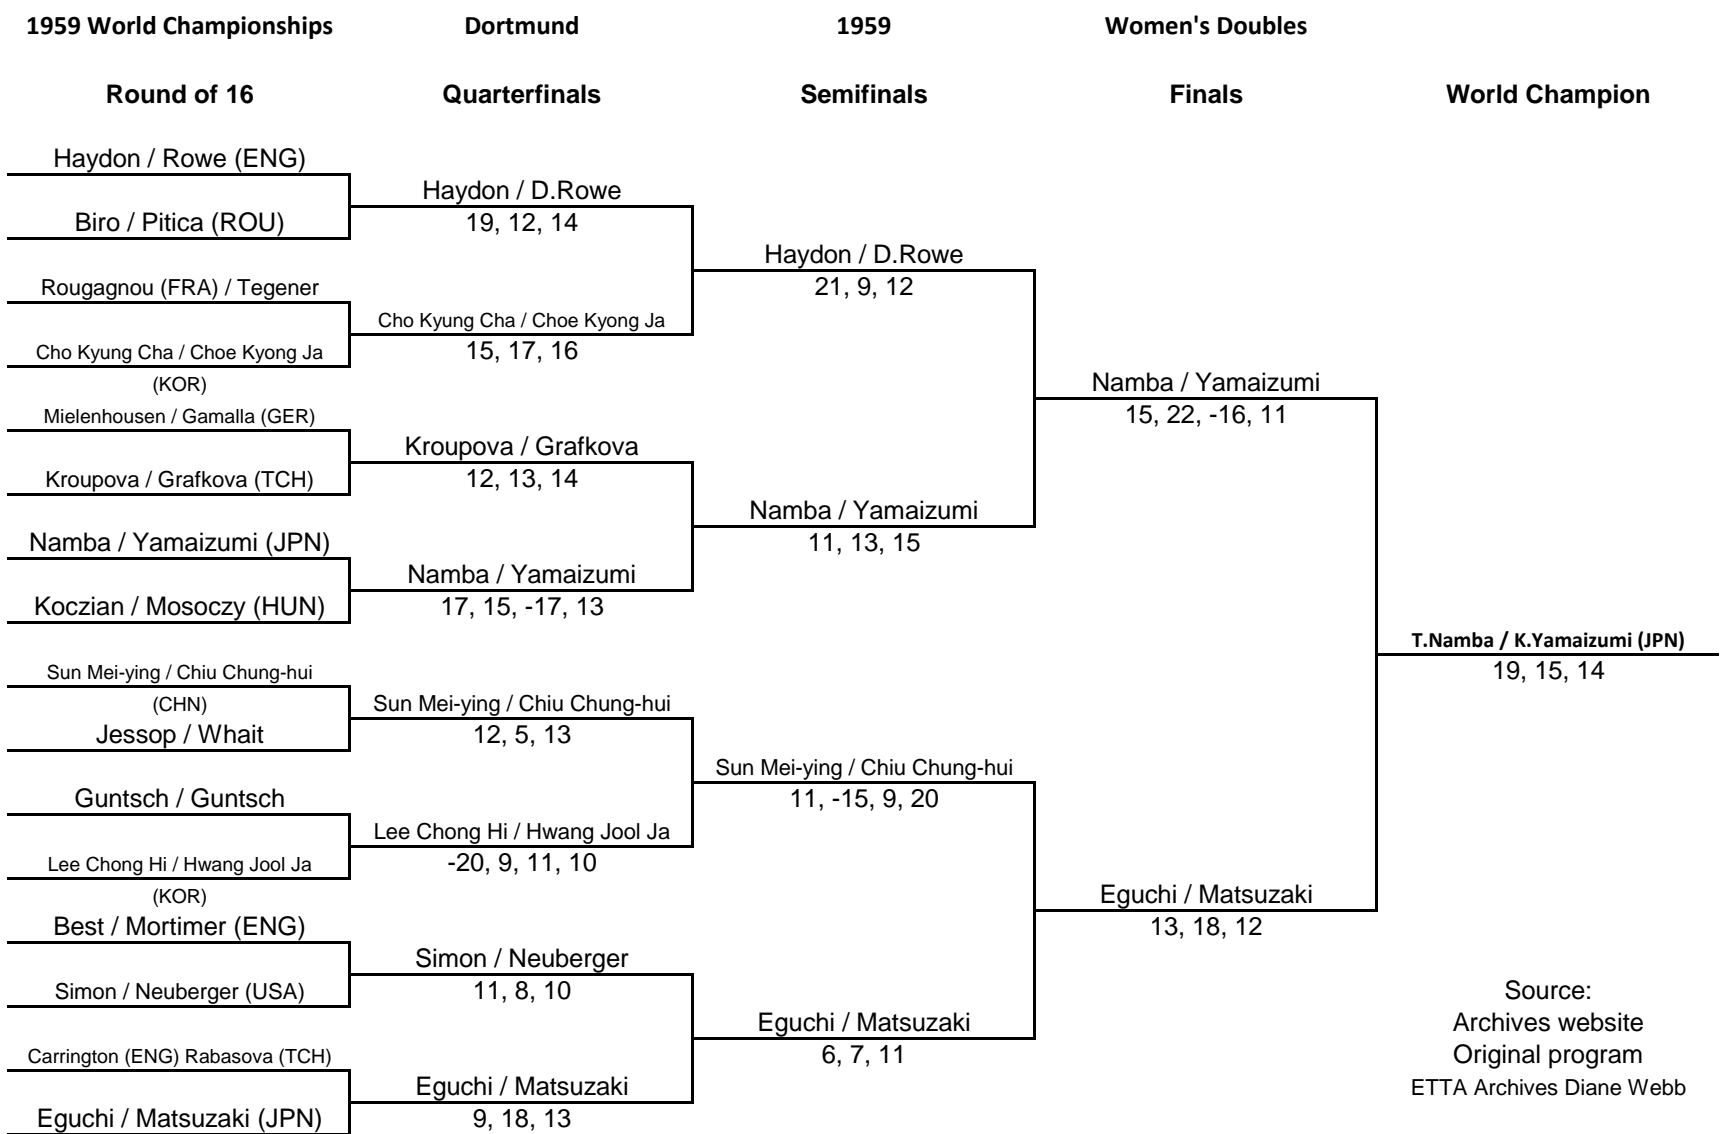 1959 World Championships Dortmund 1959 Women's Doubles
Round of 16 Quarterfinals Semifinals Finals World Champion
Haydon / Rowe (ENG)
Haydon / D.Rowe
Biro / Pitica (ROU) 19, 12, 14
Haydon / D.Rowe
Rougagnou (FRA) / Tegener 21, 9, 12
Cho Kyung Cha / Choe Kyong Ja
Cho Kyung Cha / Choe Kyong Ja 15, 17, 16
(KOR) Namba / Yamaizumi
Mielenhousen / Gamalla (GER) 15, 22, -16, 11
Kroupova / Grafkova
Kroupova / Grafkova (TCH) 12, 13, 14
Namba / Yamaizumi
Namba / Yamaizumi (JPN) 11, 13, 15
Namba / Yamaizumi
Koczian / Mosoczy (HUN) 17, 15, -17, 13
T.Namba / K.Yamaizumi (JPN)
Sun Mei-ying / Chiu Chung-hui 19, 15, 14
(CHN) Sun Mei-ying / Chiu Chung-hui
Jessop / Whait 12, 5, 13
Sun Mei-ying / Chiu Chung-hui
Guntsch / Guntsch 11, -15, 9, 20
Lee Chong Hi / Hwang Jool Ja
Lee Chong Hi / Hwang Jool Ja -20, 9, 11, 10
(KOR) Eguchi / Matsuzaki
Best / Mortimer (ENG) 13, 18, 12
Simon / Neuberger
Simon / Neuberger (USA) 11, 8, 10 Source:
Eguchi / Matsuzaki Archives website
Carrington (ENG) Rabasova (TCH) 6, 7, 11 Original program
Eguchi / Matsuzaki ETTA Archives Diane Webb
Eguchi / Matsuzaki (JPN) 9, 18, 13